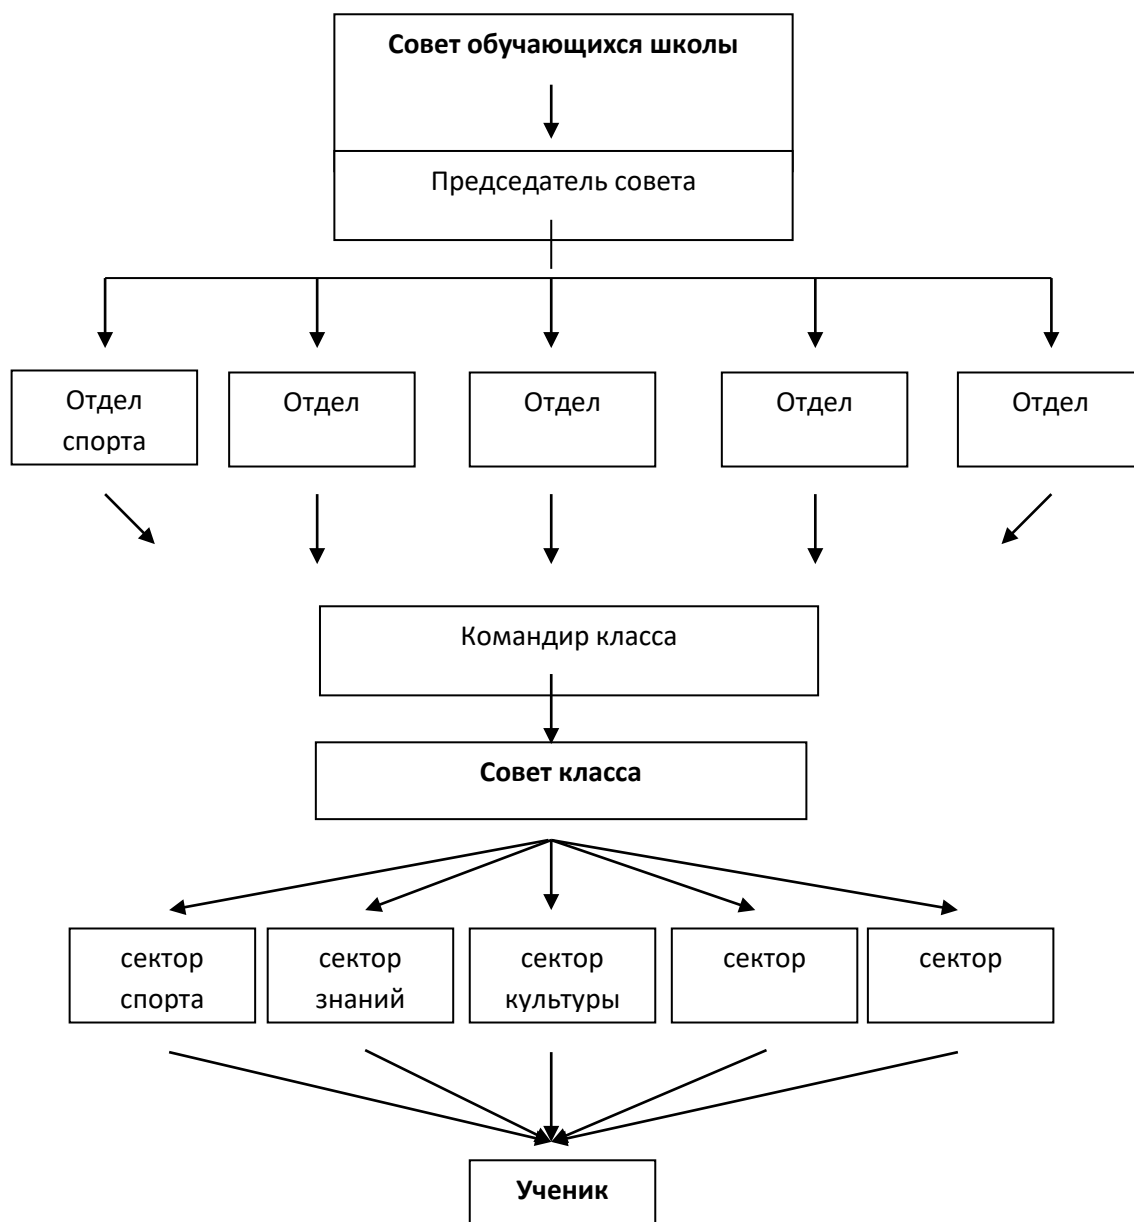 Совет обучающихся школы
Председатель совета
Отдел
спорта
Отдел
Отдел
Отдел
Отдел
Командир класса
Совет класса
сектор
спорта
сектор
знаний
сектор
культуры
сектор
сектор
Ученик